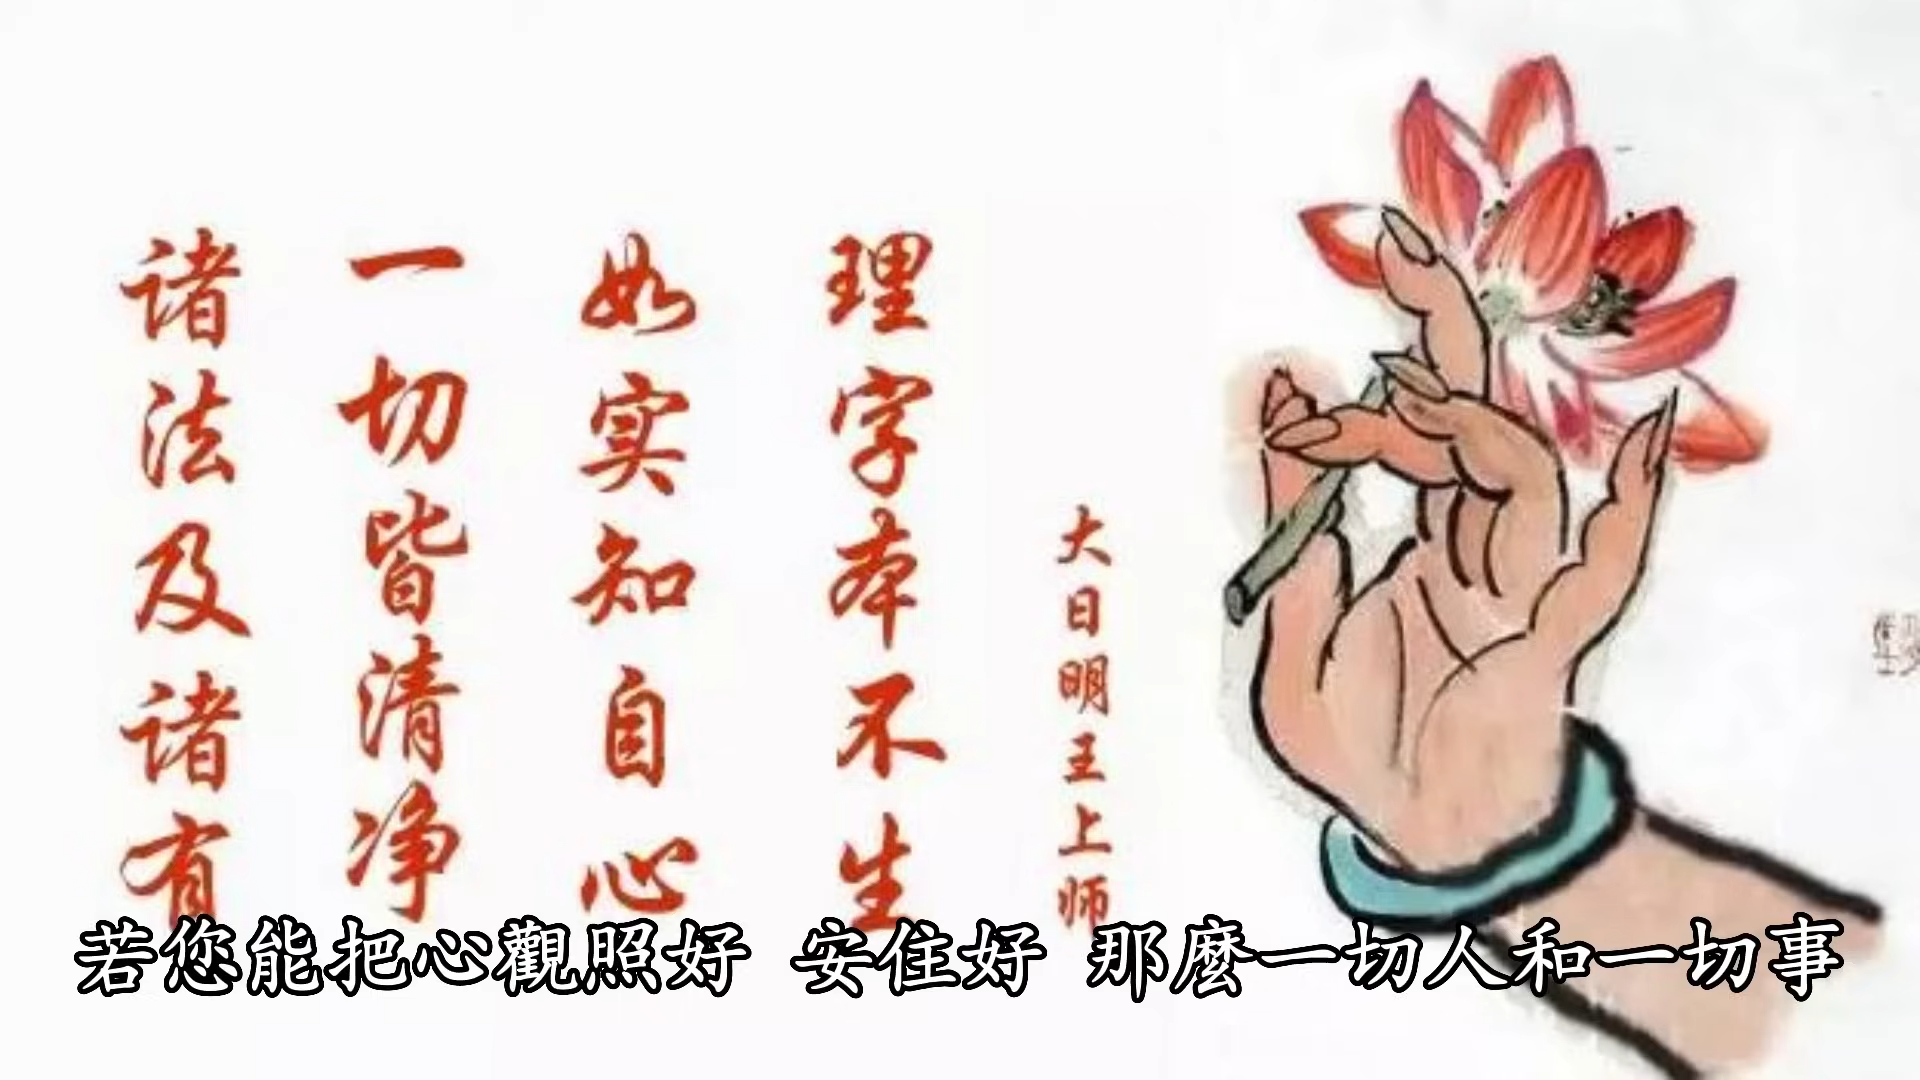 理字本不生
如实知自心
一切皆清净
诸法及诸有
大日明王上师
若您能把心觀照好 安住好 那麼一切人和一切事